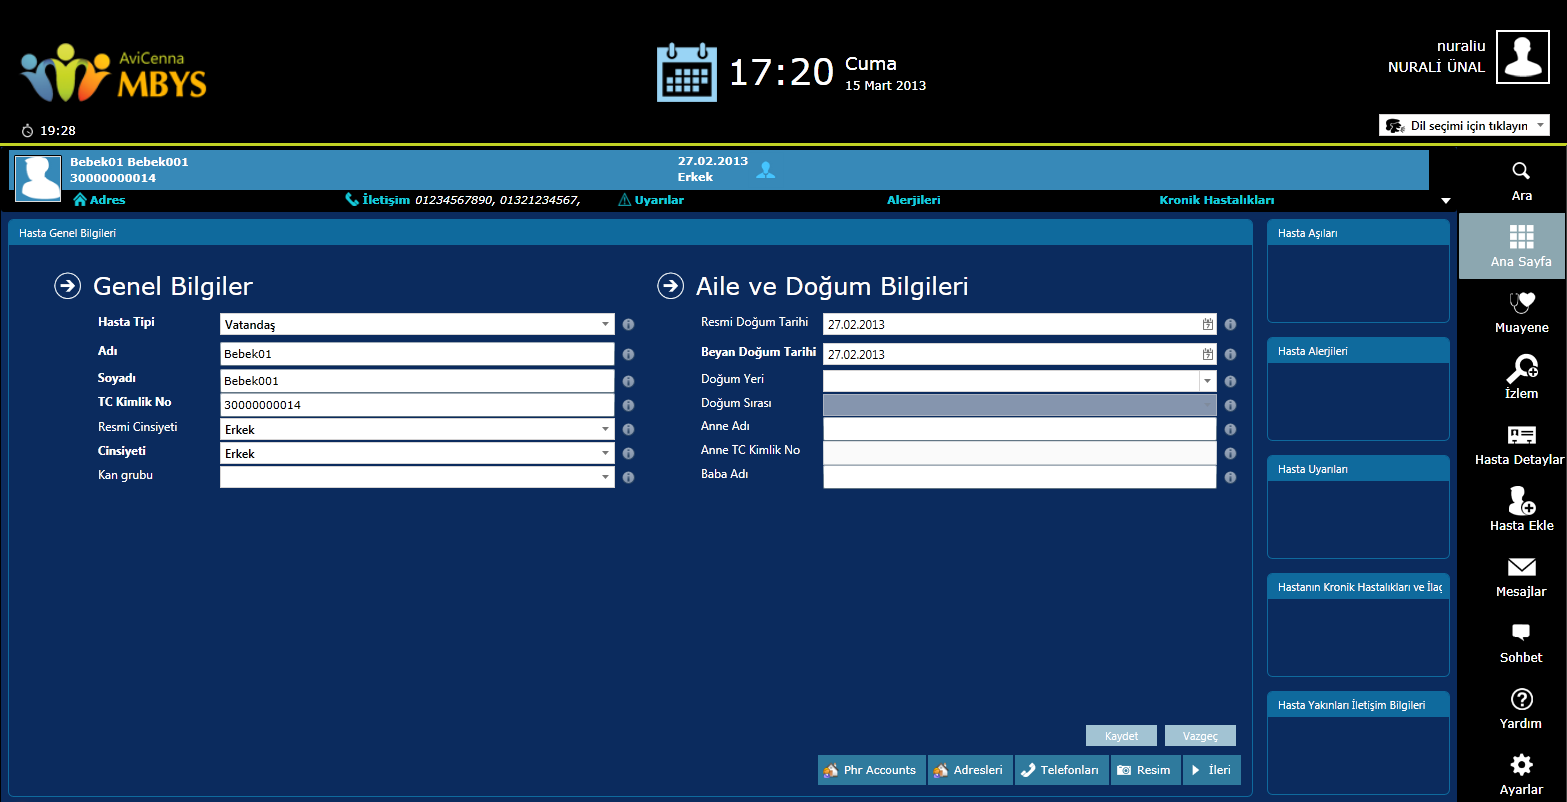 AviCenna
MBYS
17:20
Cuma
15 Mart 2013
nuraliu
NURALİ ÜNAL
19:28
Dil seçimi için tıklayın
Bebek01 Bebek001
30000000014
27.02.2013
Erkek
Adres
İletişim 01234567890, 01321234567,
Uyarılar
Alerjileri
Kronik Hastalıkları
Hasta Genel Bilgileri
Genel Bilgiler
Hasta Tipi Vatandaş
Adı Bebek01
Soyadı Bebek001
TC Kimlik No 30000000014
Resmi Cinsiyeti Erkek
Cinsiyeti Erkek
Kan grubu
Aile ve Doğum Bilgileri
Resmi Doğum Tarihi 27.02.2013
Beyan Doğum Tarihi 27.02.2013
Doğum Yeri
Doğum Sırası
Anne Adı
Anne TC Kimlik No
Baba Adı
Kaydet
Vazgeç
Phr Accounts
Adresleri
Telefonları
Resim
İleri
Hasta Aşıları
Hasta Alerjileri
Hasta Uyarıları
Hastanın Kronik Hastalıkları ve İlaç
Hasta Yakınları İletişim Bilgileri
Ara
Ana Sayfa
Muayene
İzlem
Hasta Detaylar
Hasta Ekle
Mesajlar
Sohbet
Yardım
Ayarlar